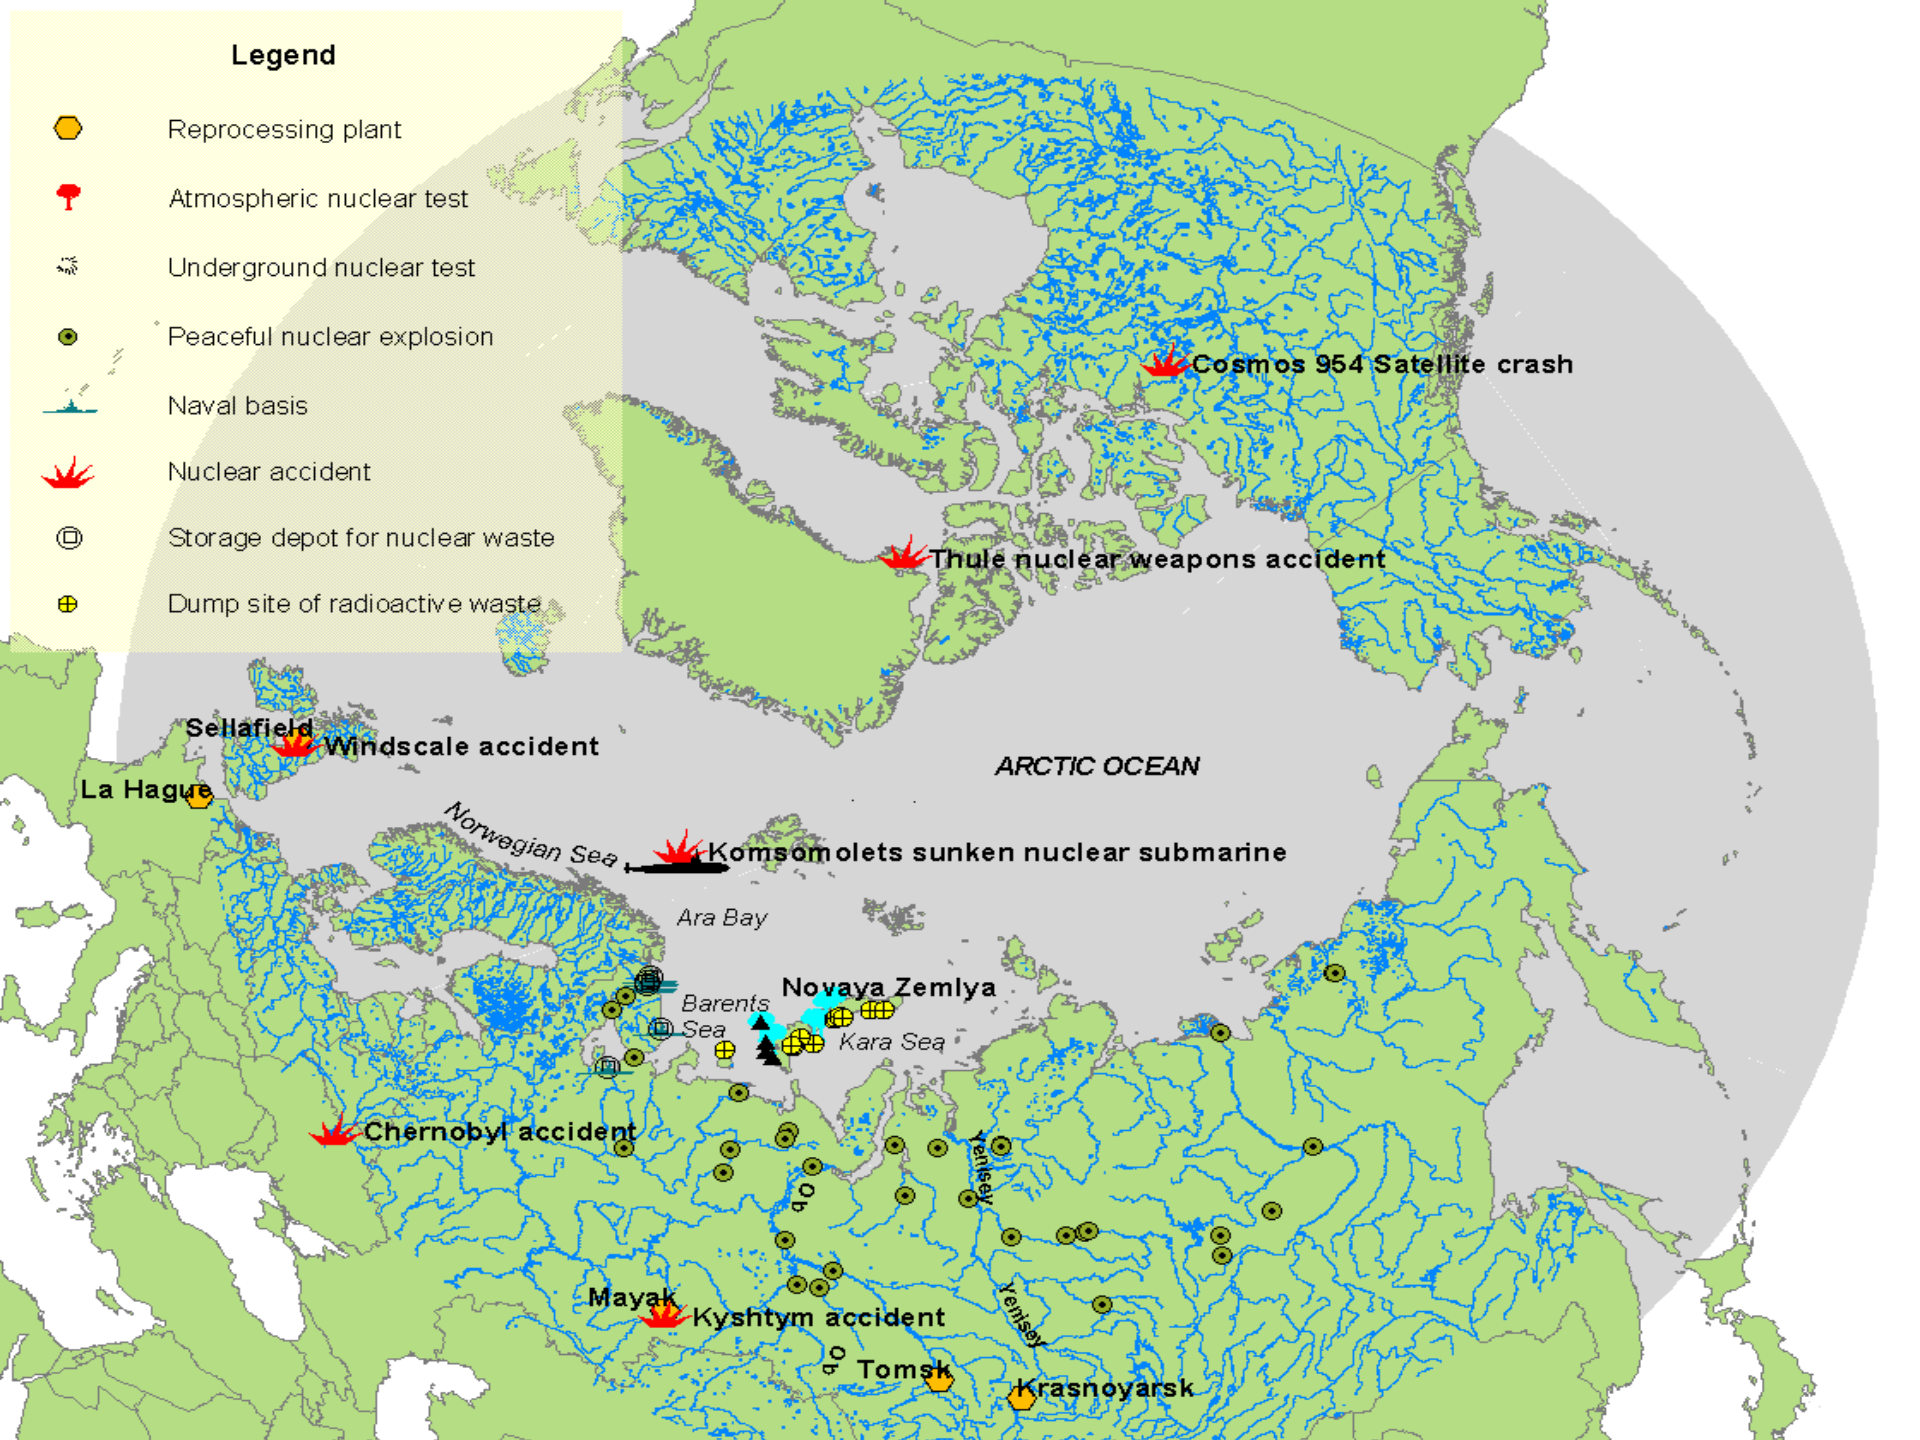 Legend
Reprocessing plant
Atmospheric nuclear test
Underground nuclear test
Peaceful nuclear explosion
Naval basis
Nuclear accident
Storage depot for nuclear waste
Dump site of radioactive waste
Cosmos 954 Satellite crash
Thule nuclear weapons accident
Sellafield
Windscale accident
La Hague
ARCTIC OCEAN
Norwegian Sea
Komsomolets sunken nuclear submarine
Ara Bay
Novaya Zemlya
Barents
Sea
Kara Sea
Chernobyl accident
Yenisey
Ob
Mayak
Kyshtym accident
Yenisey
Ob
Tomsk
Krasnoyarsk